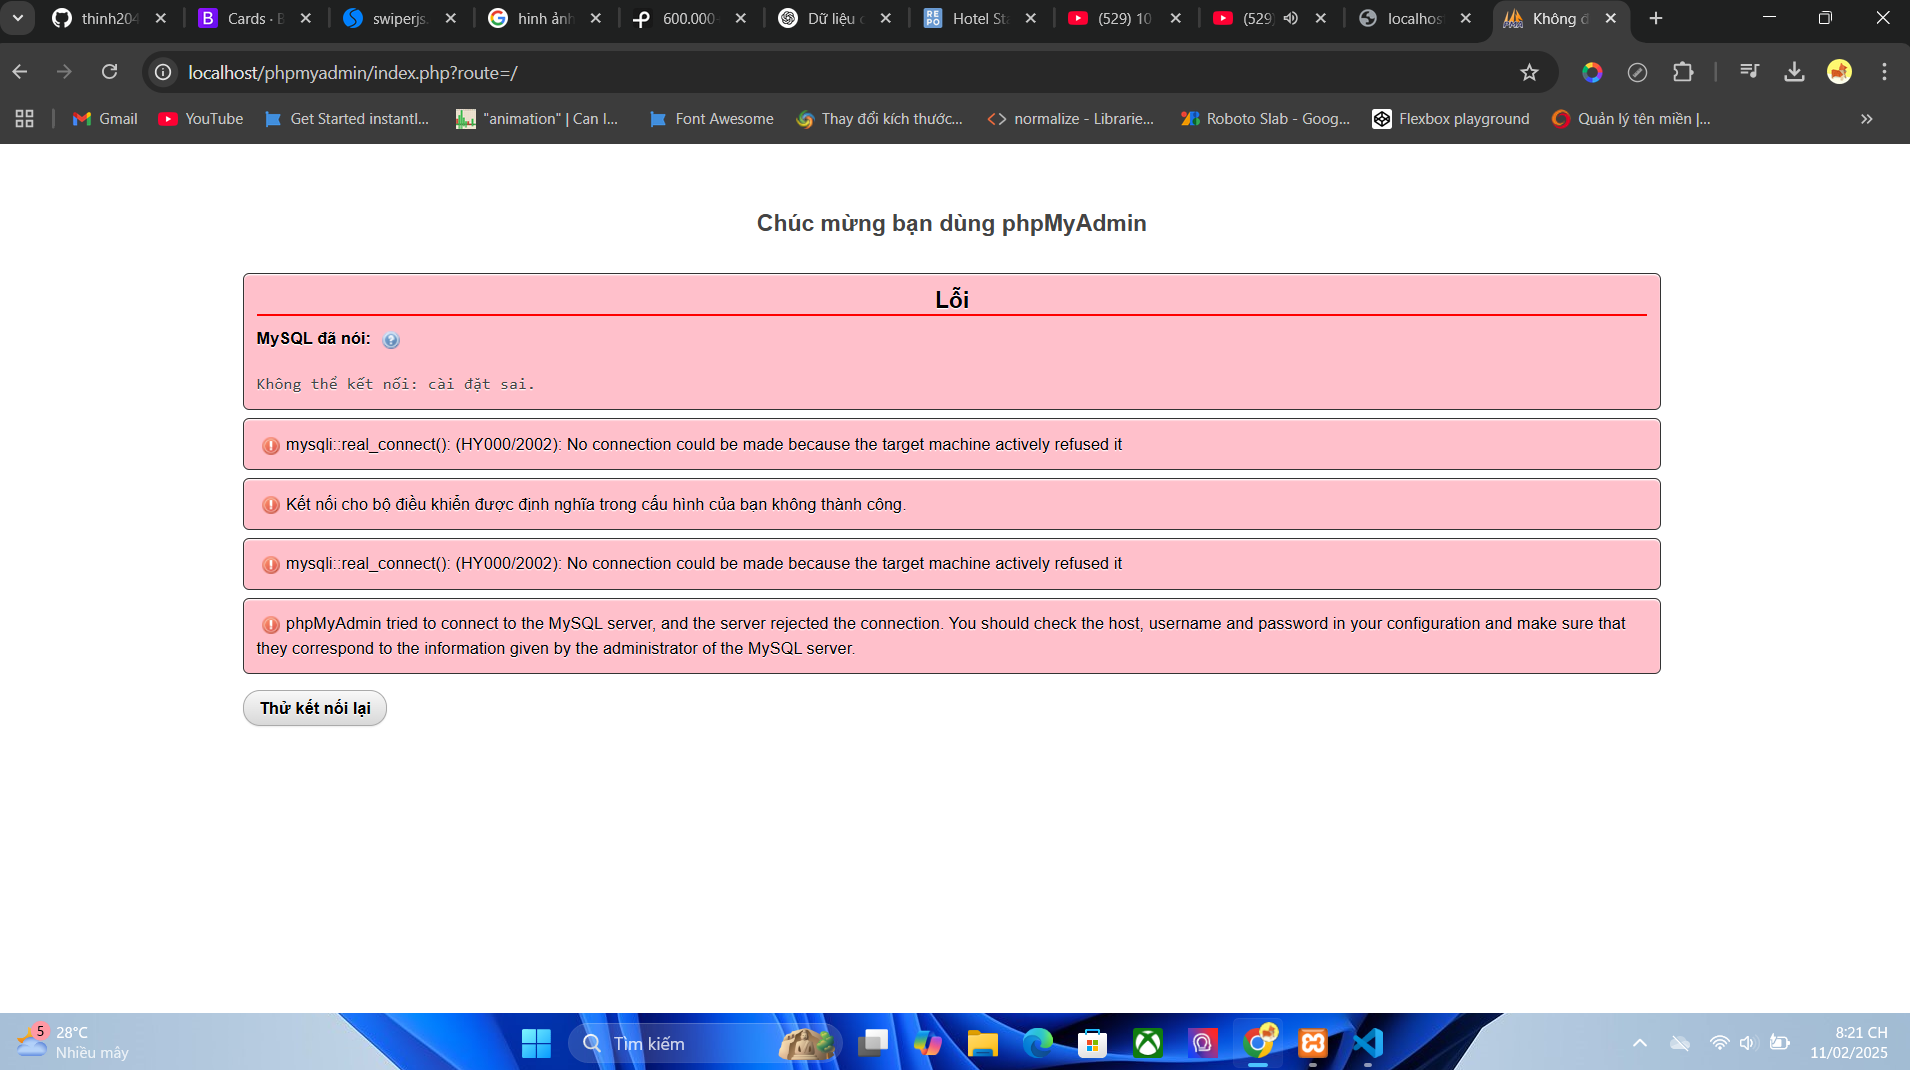 thinh204
Cards · B
swiperjs.
hình ảnh
600.000
Dữ liệu c
Hotel Sta
(529) 10
(529)
localhost
Không đ
localhost/phpmyadmin/index.php?route=/
Gmail
YouTube
Get Started instantl...
"animation" | Can I...
Font Awesome
Thay đổi kích thước...
normalize - Librarie...
Roboto Slab - Goog...
Flexbox playground
Quản lý tên miền |...
Chúc mừng bạn dùng phpMyAdmin
Lỗi
MySQL đã nói:
Không thể kết nối: cài đặt sai.
mysqli::real_connect(): (HY000/2002): No connection could be made because the target machine actively refused it
Kết nối cho bộ điều khiển được định nghĩa trong cấu hình của bạn không thành công.
mysqli::real_connect(): (HY000/2002): No connection could be made because the target machine actively refused it
phpMyAdmin tried to connect to the MySQL server, and the server rejected the connection. You should check the host, username and password in your configuration and make sure that
they correspond to the information given by the administrator of the MySQL server.
Thử kết nối lại
5
28°C
Nhiều mây
Tìm kiếm
8:21 CH
11/02/2025